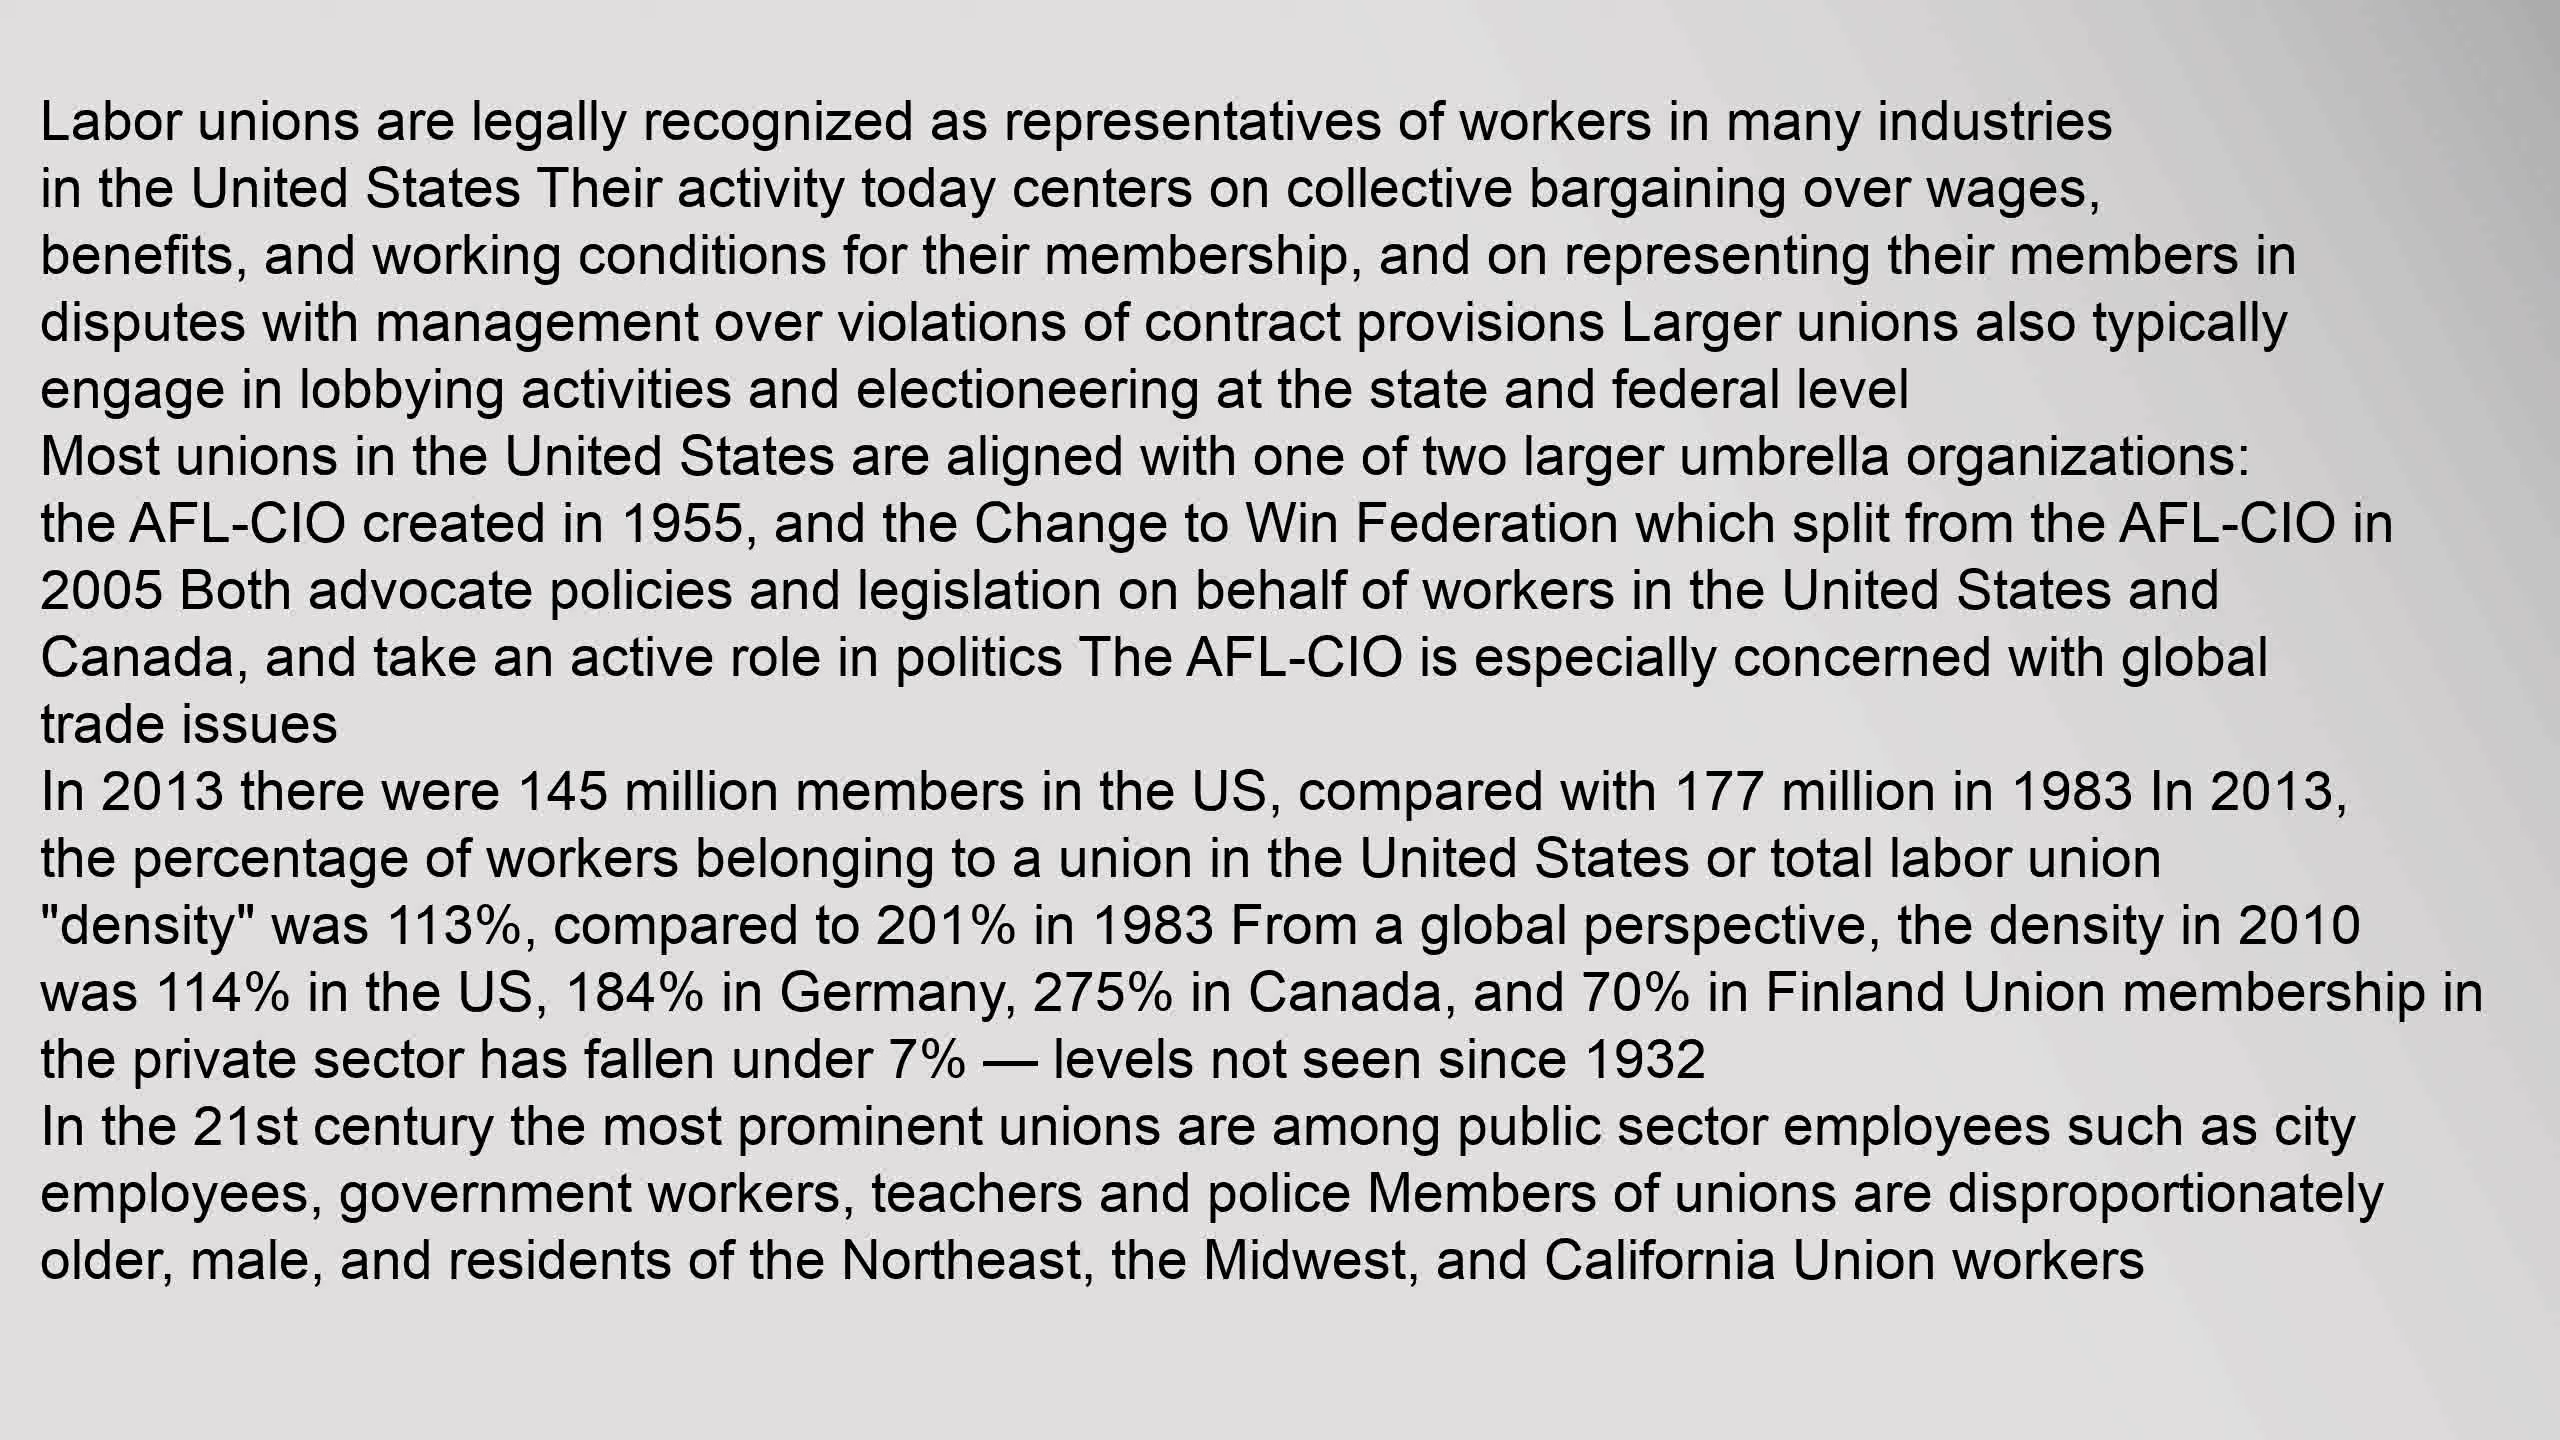 Labor unions are legally recognized as representatives of workers in many industries
in the United States Their activity today centers on collective bargaining over wages,
benefits, and working conditions for their membership, and on representing their members in
disputes with management over violations of contract provisions Larger unions also typically
engage in lobbying activities and electioneering at the state and federal level
Most unions in the United States are aligned with one of two larger umbrella organizations:
the AFL-CIO created in 1955, and the Change to Win Federation which split from the AFL-CIO in
2005 Both advocate policies and legislation on behalf of workers in the United States and
Canada, and take an active role in politics The AFL-CIO is especially concerned with global
trade issues
In 2013 there were 145 million members in the US, compared with 177 million in 1983 In 2013,
the percentage of workers belonging to a union in the United States or total labor union
"density" was 113%, compared to 201% in 1983 From a global perspective, the density in 2010
was 114% in the US, 184% in Germany, 275% in Canada, and 70% in Finland Union membership in
the private sector has fallen under 7% — levels not seen since 1932
In the 21st century the most prominent unions are among public sector employees such as city
employees, government workers, teachers and police Members of unions are disproportionately
older, male, and residents of the Northeast, the Midwest, and California Union workers